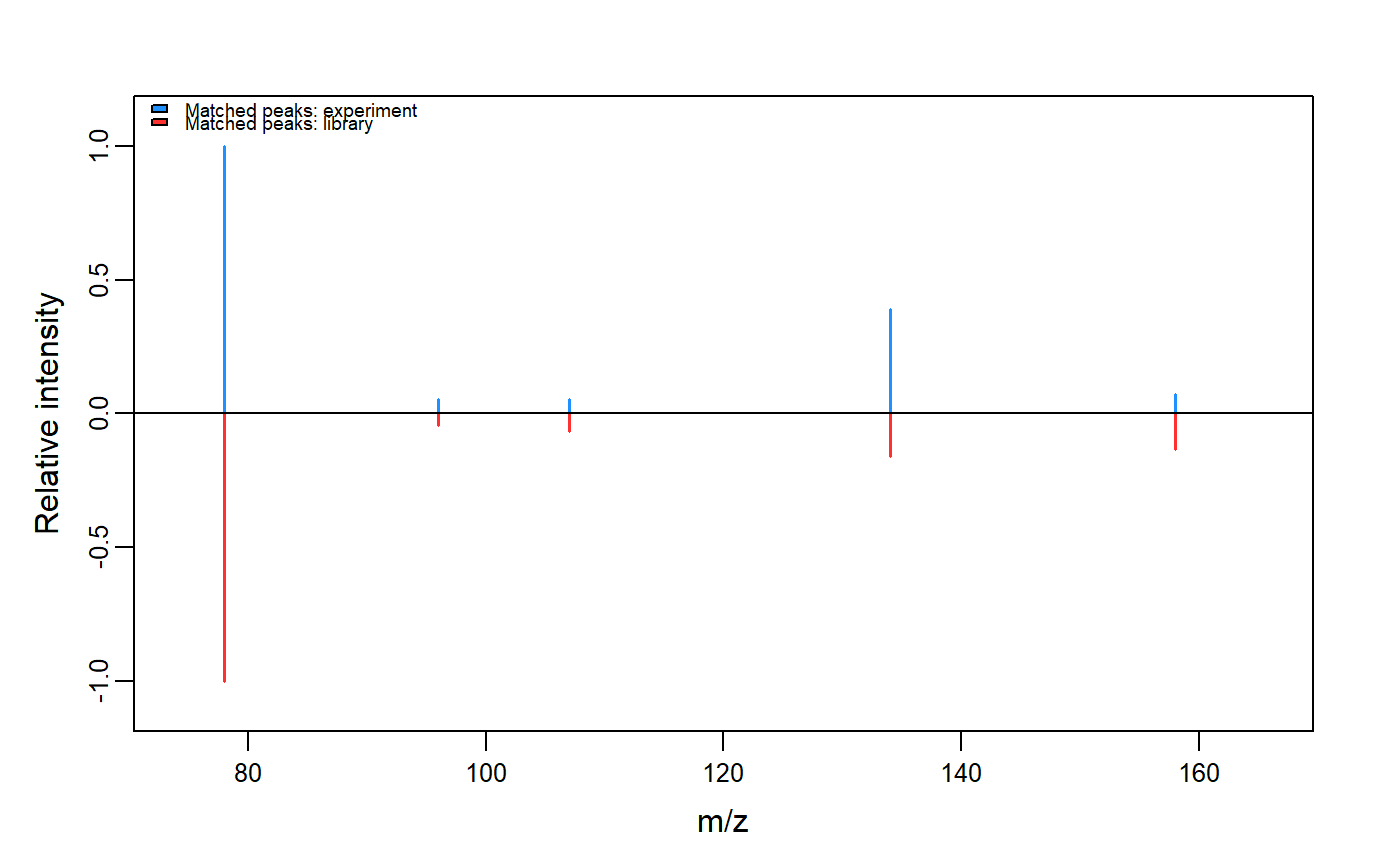 Matched peaks: experiment
Matched peaks: library
1.0
0.5
0.0
-0.5
-1.0
Relative intensity
80 100 120 140 160
m/z